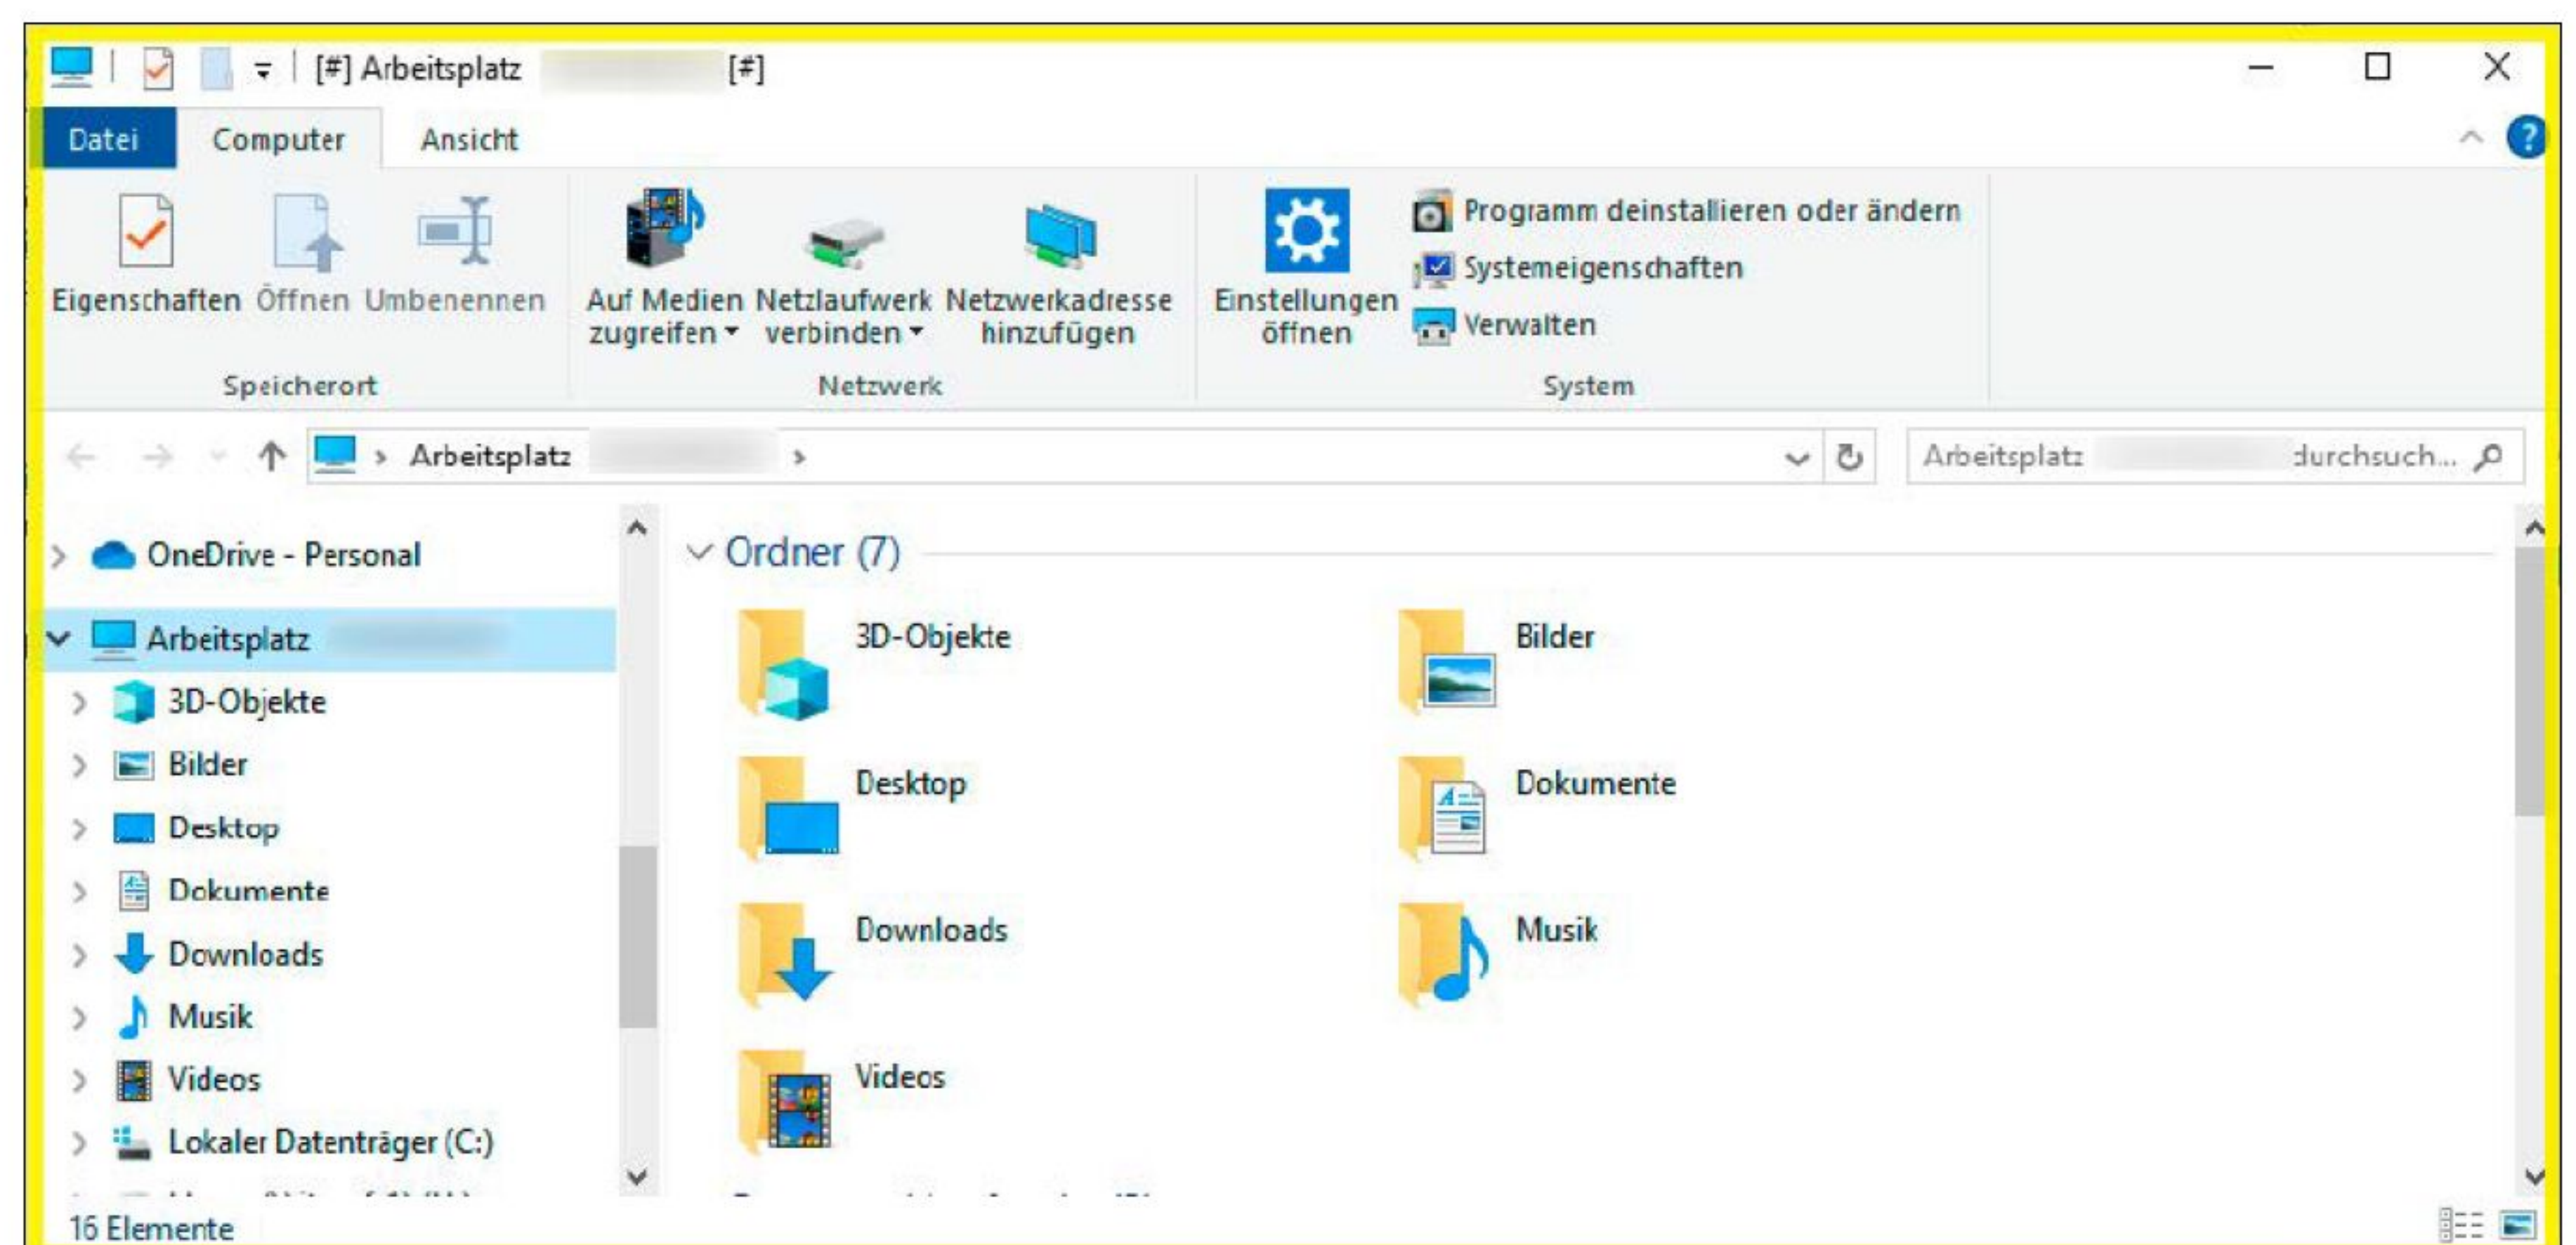 [#] Arbeitsplatz [#]
Datei Computer Ansicht
Eigenschaften Öffnen Umbenennen
Auf Medien zugreifen
Netzlaufwerk verbinden
Netzwerkadresse hinzufügen
Einstellungen öffnen
Programm deinstallieren oder ändern
Systemeigenschaften
Verwalten
Speicherort Netzwerk System
Arbeitsplatz
Arbeitsplatz durchsuch...
OneDrive - Personal
Arbeitsplatz
3D-Objekte
Bilder
Desktop
Dokumente
Downloads
Musik
Videos
Lokaler Datenträger (C:)
Ordner (7)
3D-Objekte Bilder
Desktop Dokumente
Downloads Musik
Videos
16 Elemente